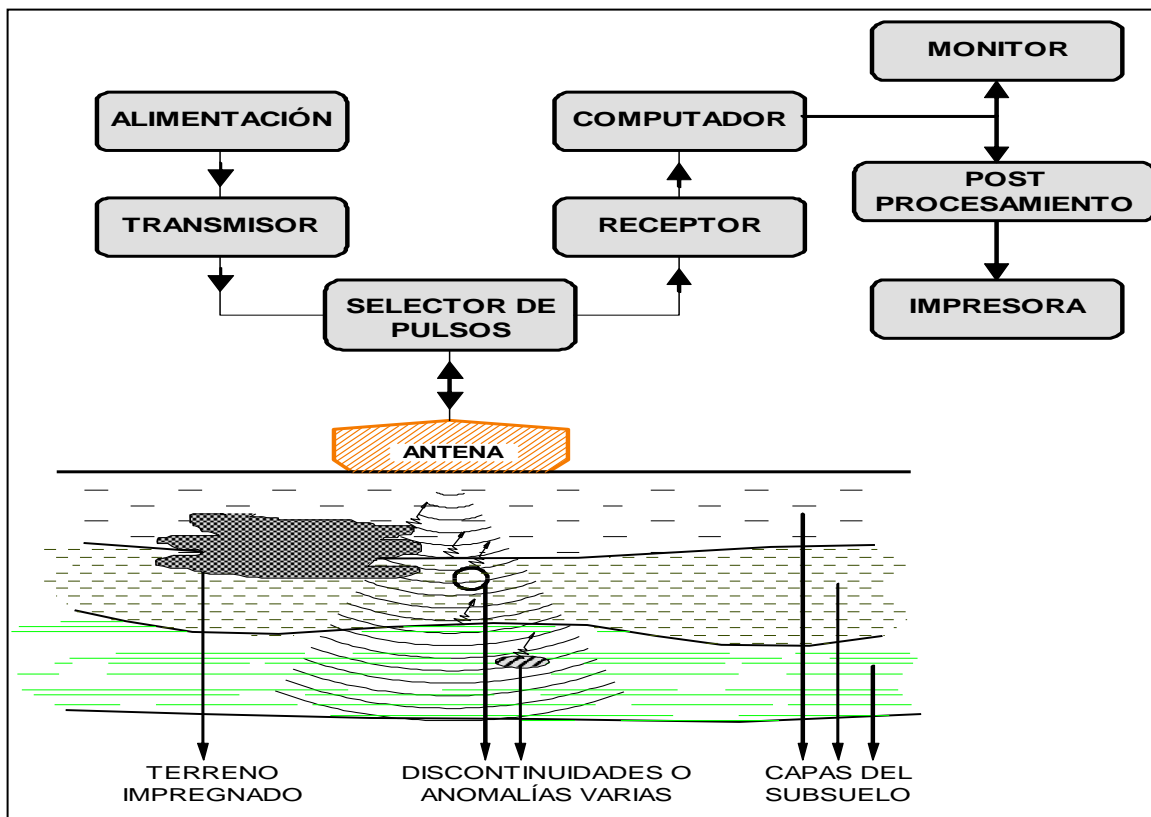 MONITOR
ALIMENTACIÓN
COMPUTADOR
POST
PROCESAMIENTO
TRANSMISOR
RECEPTOR
SELECTOR DE
PULSOS
IMPRESORA
ANTENA
TERRENO
IMPREGNADO
DISCONTINUIDADES O
ANOMALÍAS VARIAS
CAPAS DEL
SUBSUELO